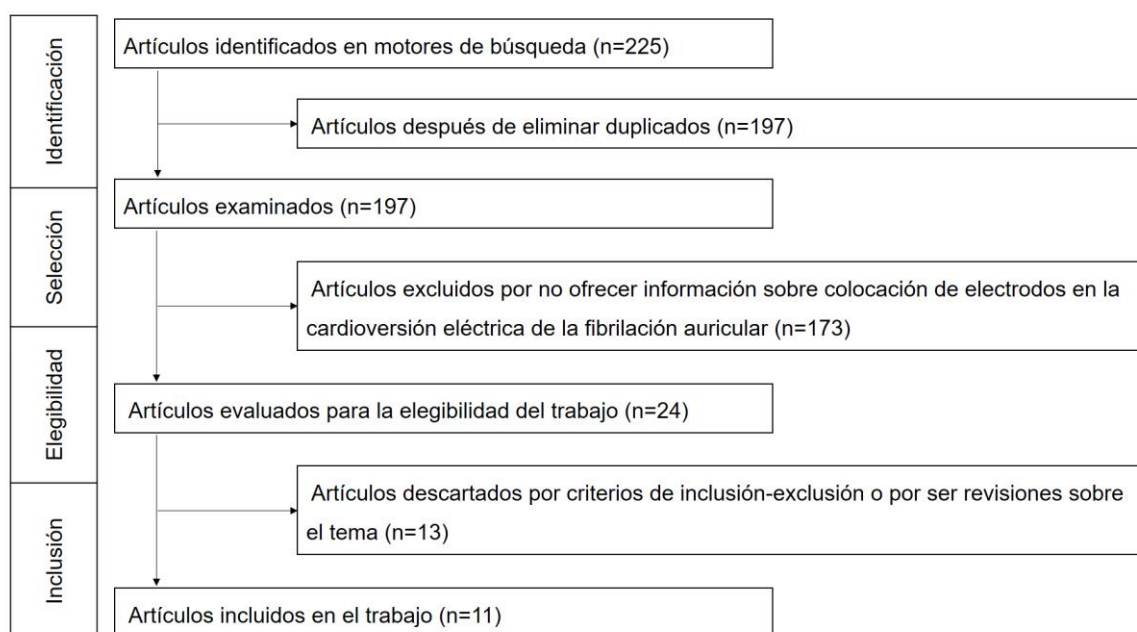 Identificación
Artículos identificados en motores de búsqueda (n=225)
Artículos después de eliminar duplicados (n=197)
Selección
Artículos examinados (n=197)
Artículos excluidos por no ofrecer información sobre colocación de electrodos en la
cardioversión eléctrica de la fibrilación auricular (n=173)
Elegibilidad
Artículos evaluados para la elegibilidad del trabajo (n=24)
Artículos descartados por criterios de inclusión-exclusión o por ser revisiones sobre
el tema (n=13)
Inclusión
Artículos incluidos en el trabajo (n=11)